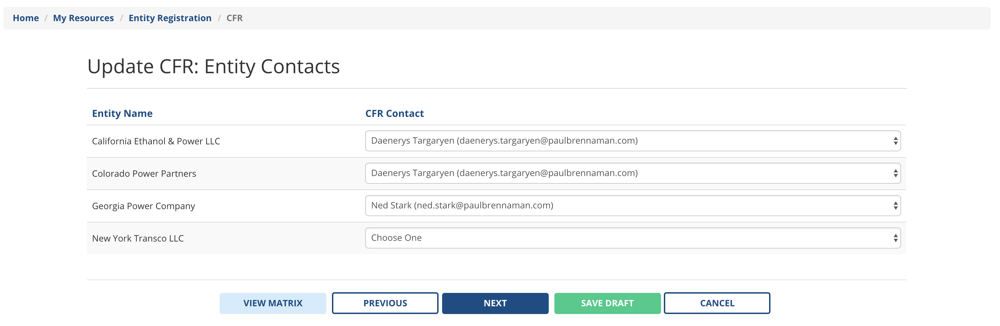 Home / My Resources / Entity Registration / CFR
Update CFR: Entity Contacts
Entity Name CFR Contact
California Ethanol & Power LLC Daenerys Targaryen (daenerys.targaryen@paulbrennaman.com)
Colorado Power Partners Daenerys Targaryen (daenerys.targaryen@paulbrennaman.com)
Georgia Power Company Ned Stark (ned.stark@paulbrennaman.com)
New York Transco LLC Choose One
VIEW MATRIX PREVIOUS NEXT SAVE DRAFT CANCEL